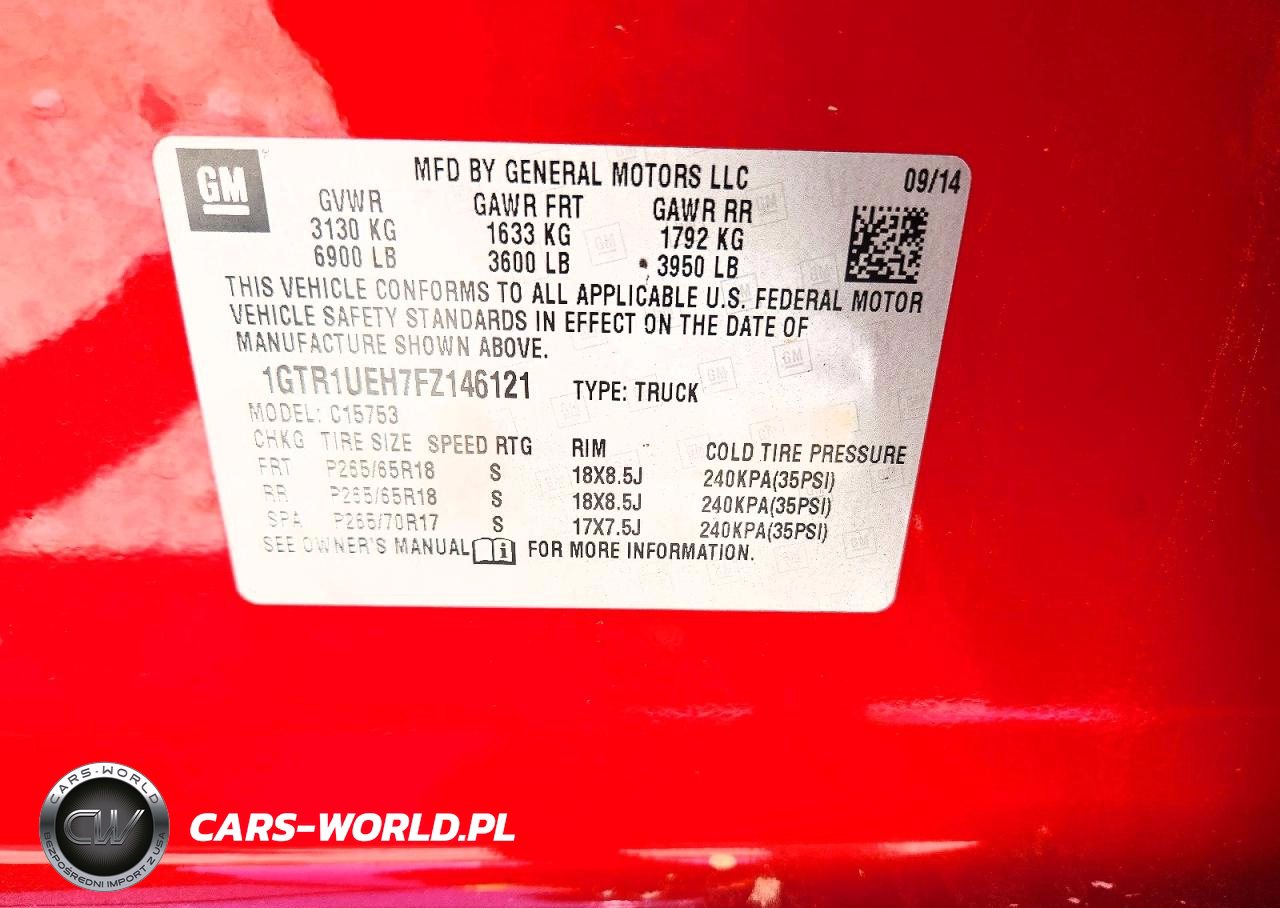 GM
MFD BY GENERAL MOTORS LLC 09/14
GVWR GAWR FRT GAWR RR
3130 KG 1633 KG 1792 KG
6900 LB 3600 LB 3950 LB
THIS VEHICLE CONFORMS TO ALL APPLICABLE U.S. FEDERAL MOTOR
VEHICLE SAFETY STANDARDS IN EFFECT ON THE DATE OF
MANUFACTURE SHOWN ABOVE.
1GTR1UEH7FZ146121 TYPE: TRUCK
MODEL: C15753
CHKG TIRE SIZE SPEED RTG RIM COLD TIRE PRESSURE
FRT P265/65R18 S 18X8.5J 240KPA(35PSI)
RR P265/65R18 S 18X8.5J 240KPA(35PSI)
SPA P265/70R17 S 17X7.5J 240KPA(35PSI)
SEE OWNER'S MANUAL i FOR MORE INFORMATION.
CARS-WORLD
CW
BEZPOŚREDNI IMPORT Z USA
CARS-WORLD.PL